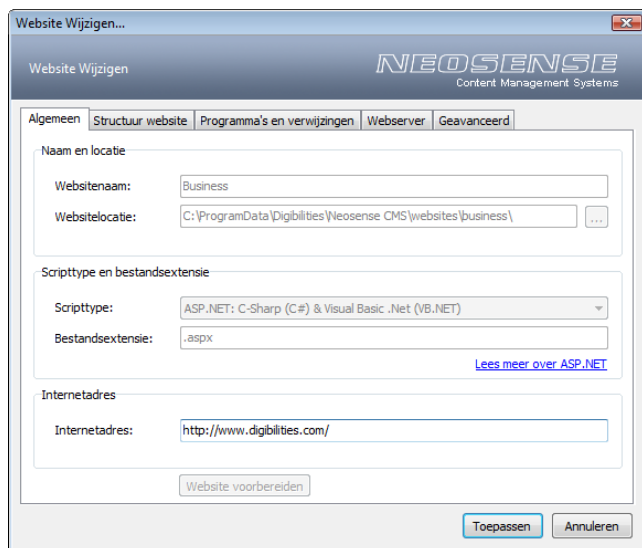 Website Wijzigen...
Website Wijzigen
NEOSENSE
Content Management Systems
Algemeen Structuur website Programma's en verwijzingen Webserver Geavanceerd
Naam en locatie
Websitenaam: Business
Websitelocatie: C:\ProgramData\Digibilities\Neosense CMS\websites\business\ ...
Scripttype en bestandsextensie
Scripttype: ASP.NET: C-Sharp (C#) & Visual Basic .Net (VB.NET)
Bestandsextensie: .aspx
Lees meer over ASP.NET
Internetadres
Internetadres: http://www.digibilities.com/
Website voorbereiden
Toepassen Annuleren